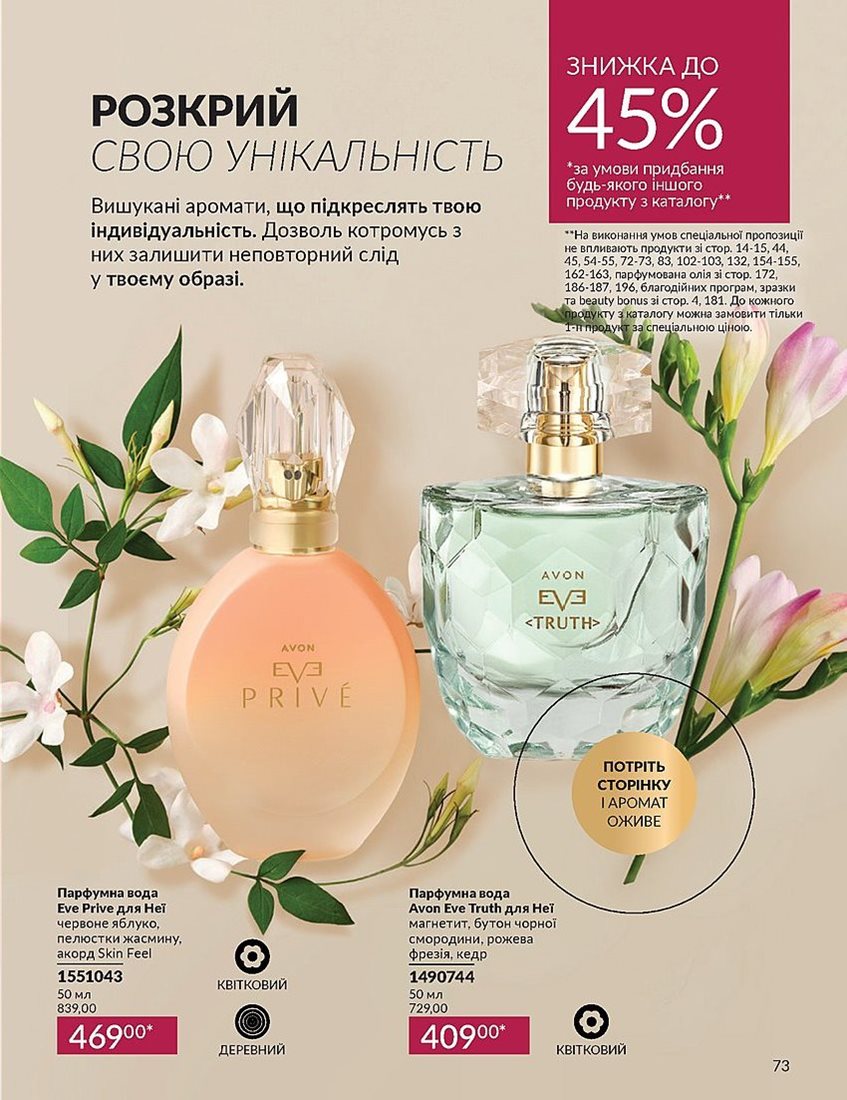 РОЗКРИЙ
СВОЮ УНІКАЛЬНІСТЬ
Вишукані аромати, що підкреслять твою
індивідуальність. Дозволь котромусь з
них залишити неповторний слід
у твоєму образі.
ЗНИЖКА ДО
45%
*за умови придбання
будь-якого іншого
продукту з каталогу**
**На виконання умов спеціальної пропозиції
не впливають продукти зі стор. 14-15, 44,
45, 54-55, 72-73, 83, 102-103, 132, 154-155,
162-163, парфумована олія зі стор. 172,
186-187, 196, благодійних програм, зразки
та beauty bonus зі стор. 4, 181. До кожного
продукту з каталогу можна замовити тільки
1-н продукт за спеціальною ціною.
AVON
EVE
PRIVÉ
AVON
EVE
<TRUTH>
ПОТРІТЬ
СТОРІНКУ
І АРОМАТ
ОЖИВЕ
Парфумна вода
Eve Prive для Неї
червоне яблуко,
пелюстки жасмину,
акорд Skin Feel
1551043
50 мл
839,00
46900*
КВІТКОВИЙ
ДЕРЕВНИЙ
Парфумна вода
Avon Eve Truth для Неї
магнетит, бутон чорної
смородини, рожева
фрезія, кедр
1490744
50 мл
729,00
40900*
КВІТКОВИЙ
73